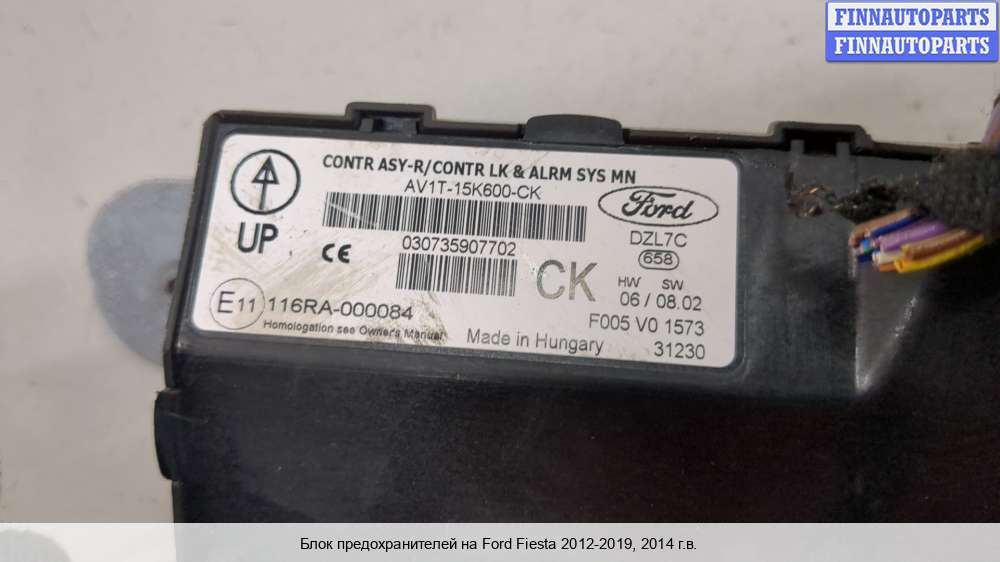 FINNAUTOPARTS
FINNAUTOPARTS
CONTR ASY-R/CONTR LK & ALRM SYS MN
AV1T-15K600-CK
Ford
UP
CE
030735907702
CK
DZL7C
658
HW SW
06 / 08.02
E11 116RA-000084
Homologation see Owner's Manual
Made in Hungary
F005 V0 1573
31230
Блок предохранителей на Ford Fiesta 2012-2019, 2014 г.в.